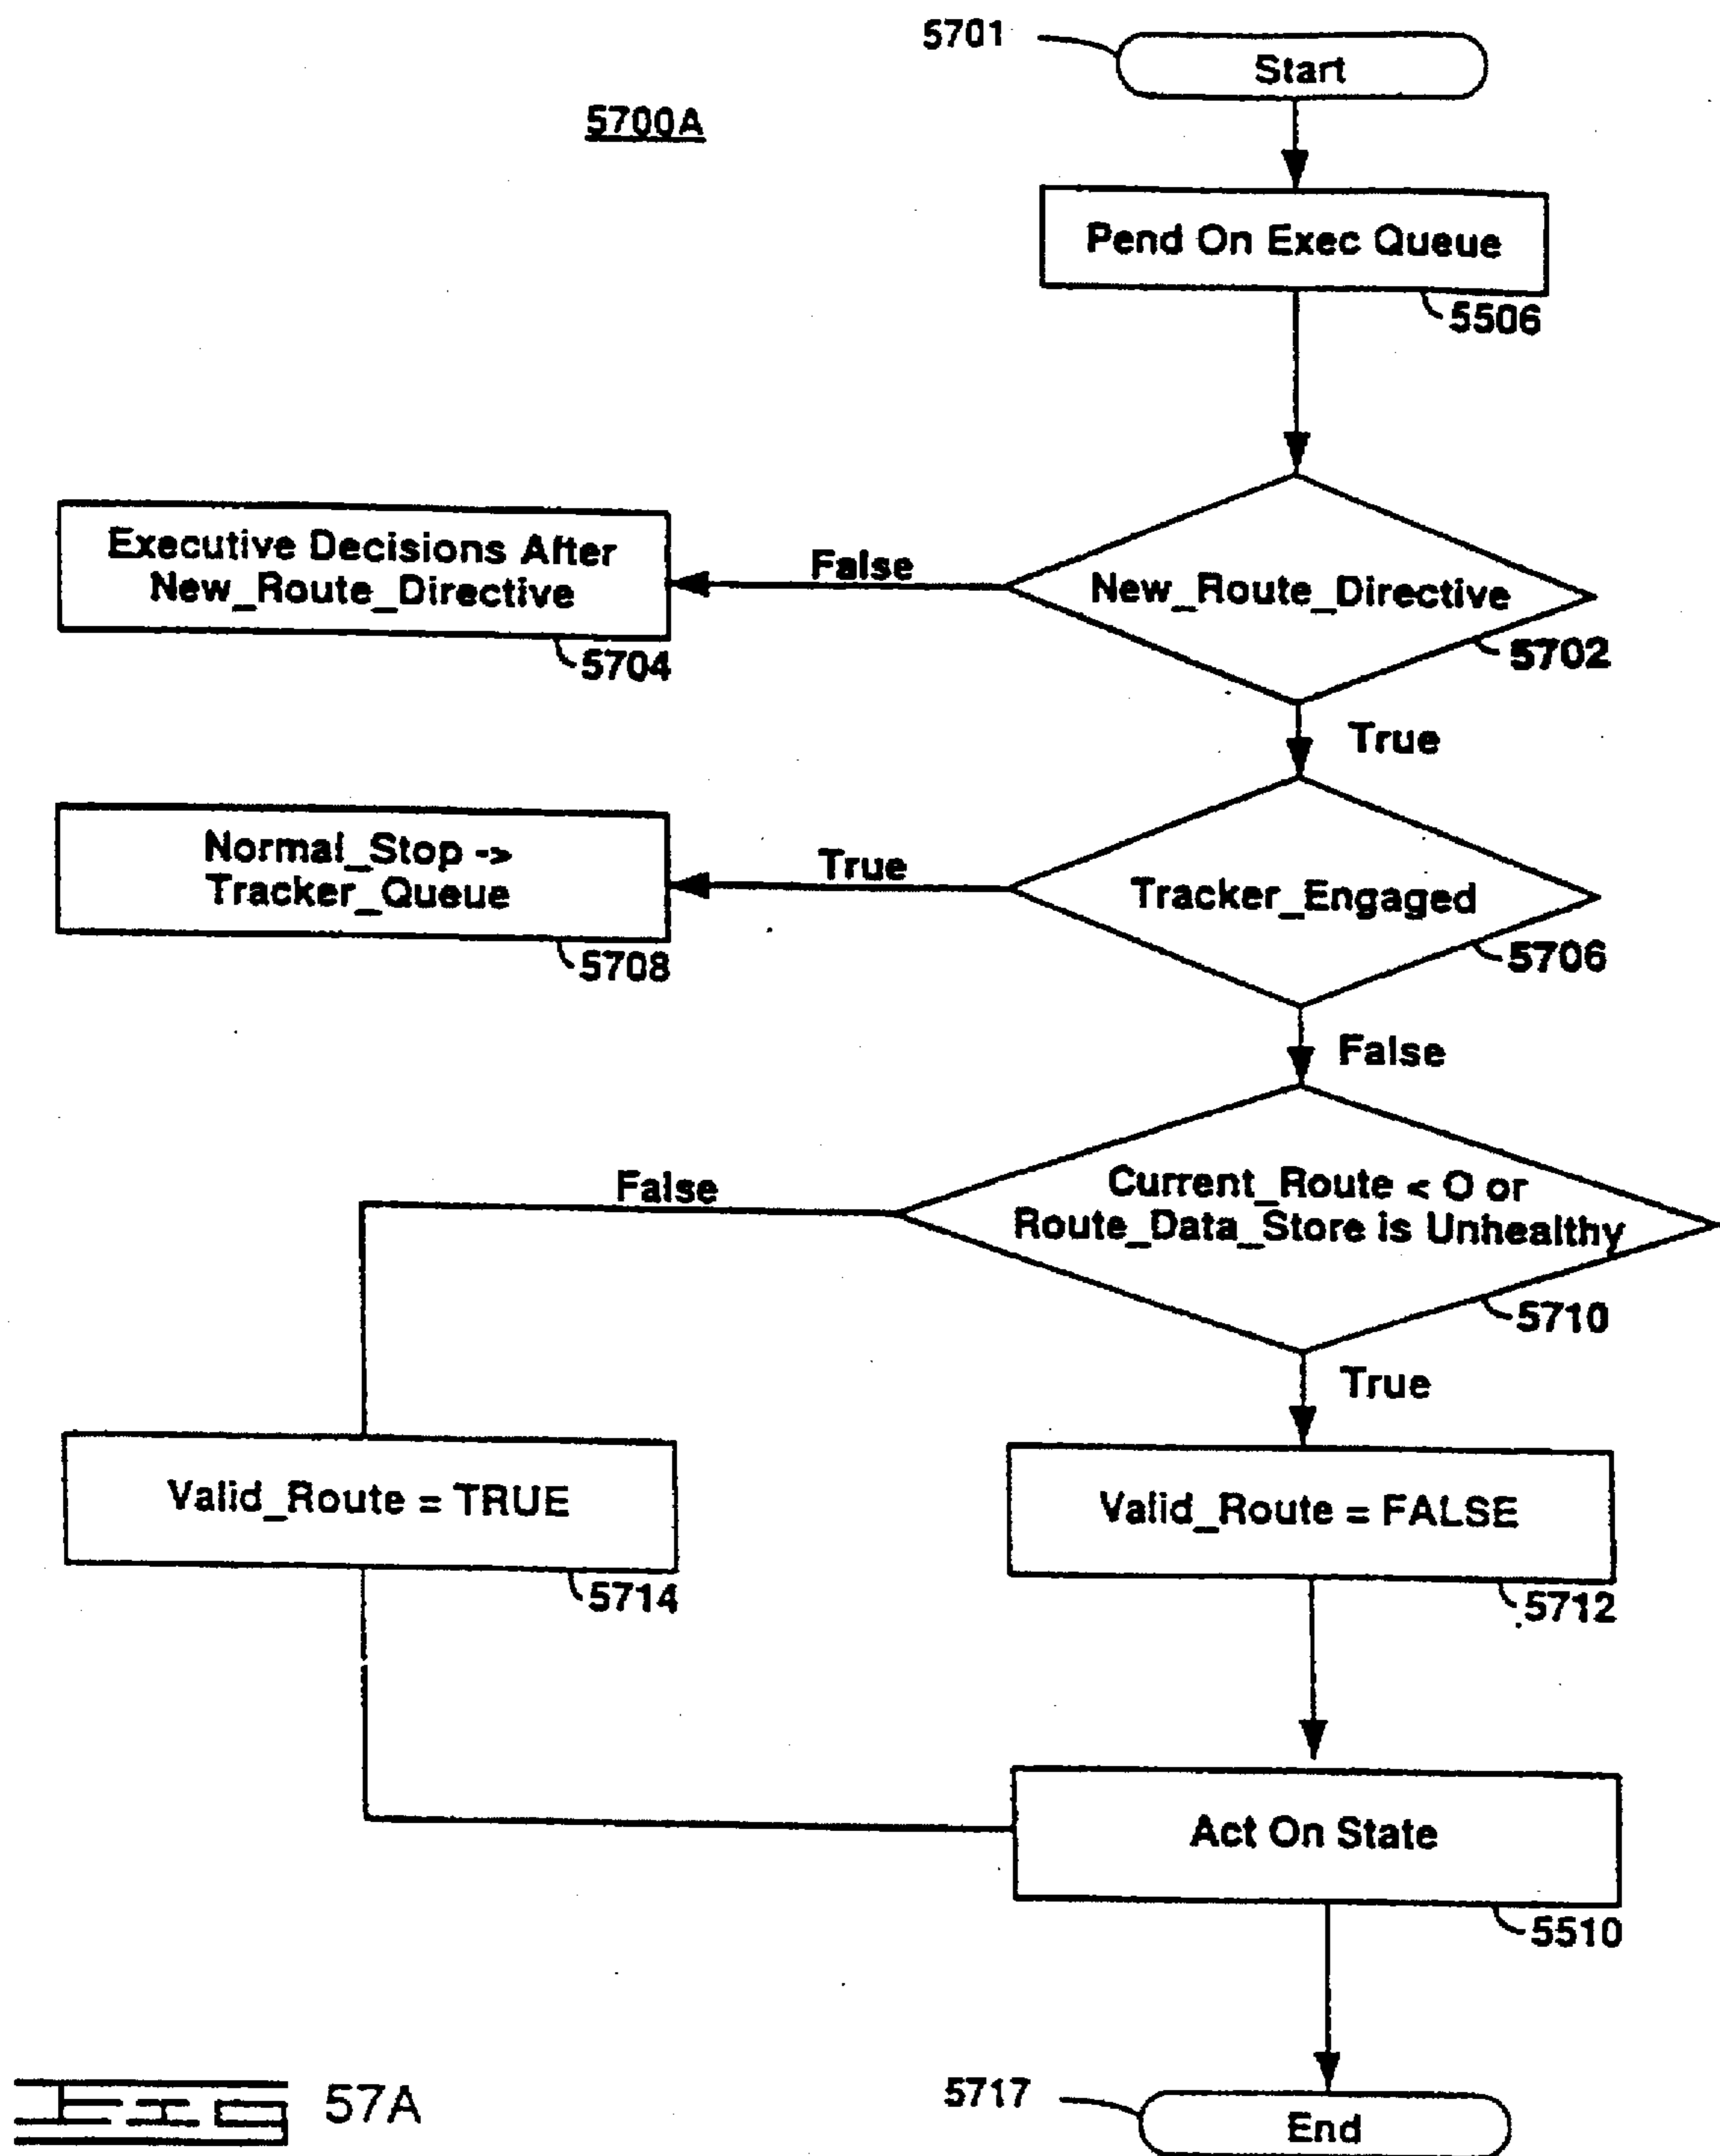 5701
Start
5700A
Pend On Exec Queue
5506
Executive Decisions After
New_Route_Directive
5704
False
New_Route_Directive
5702
True
Normal_Stop ->
Tracker_Queue
5708
True
Tracker_Engaged
5706
False
False
Current_Route < O or
Route_Data_Store is Unhealthy
5710
True
Valid_Route = TRUE
5714
Valid_Route = FALSE
5712
Act On State
5510
FIG 57A
5717
End